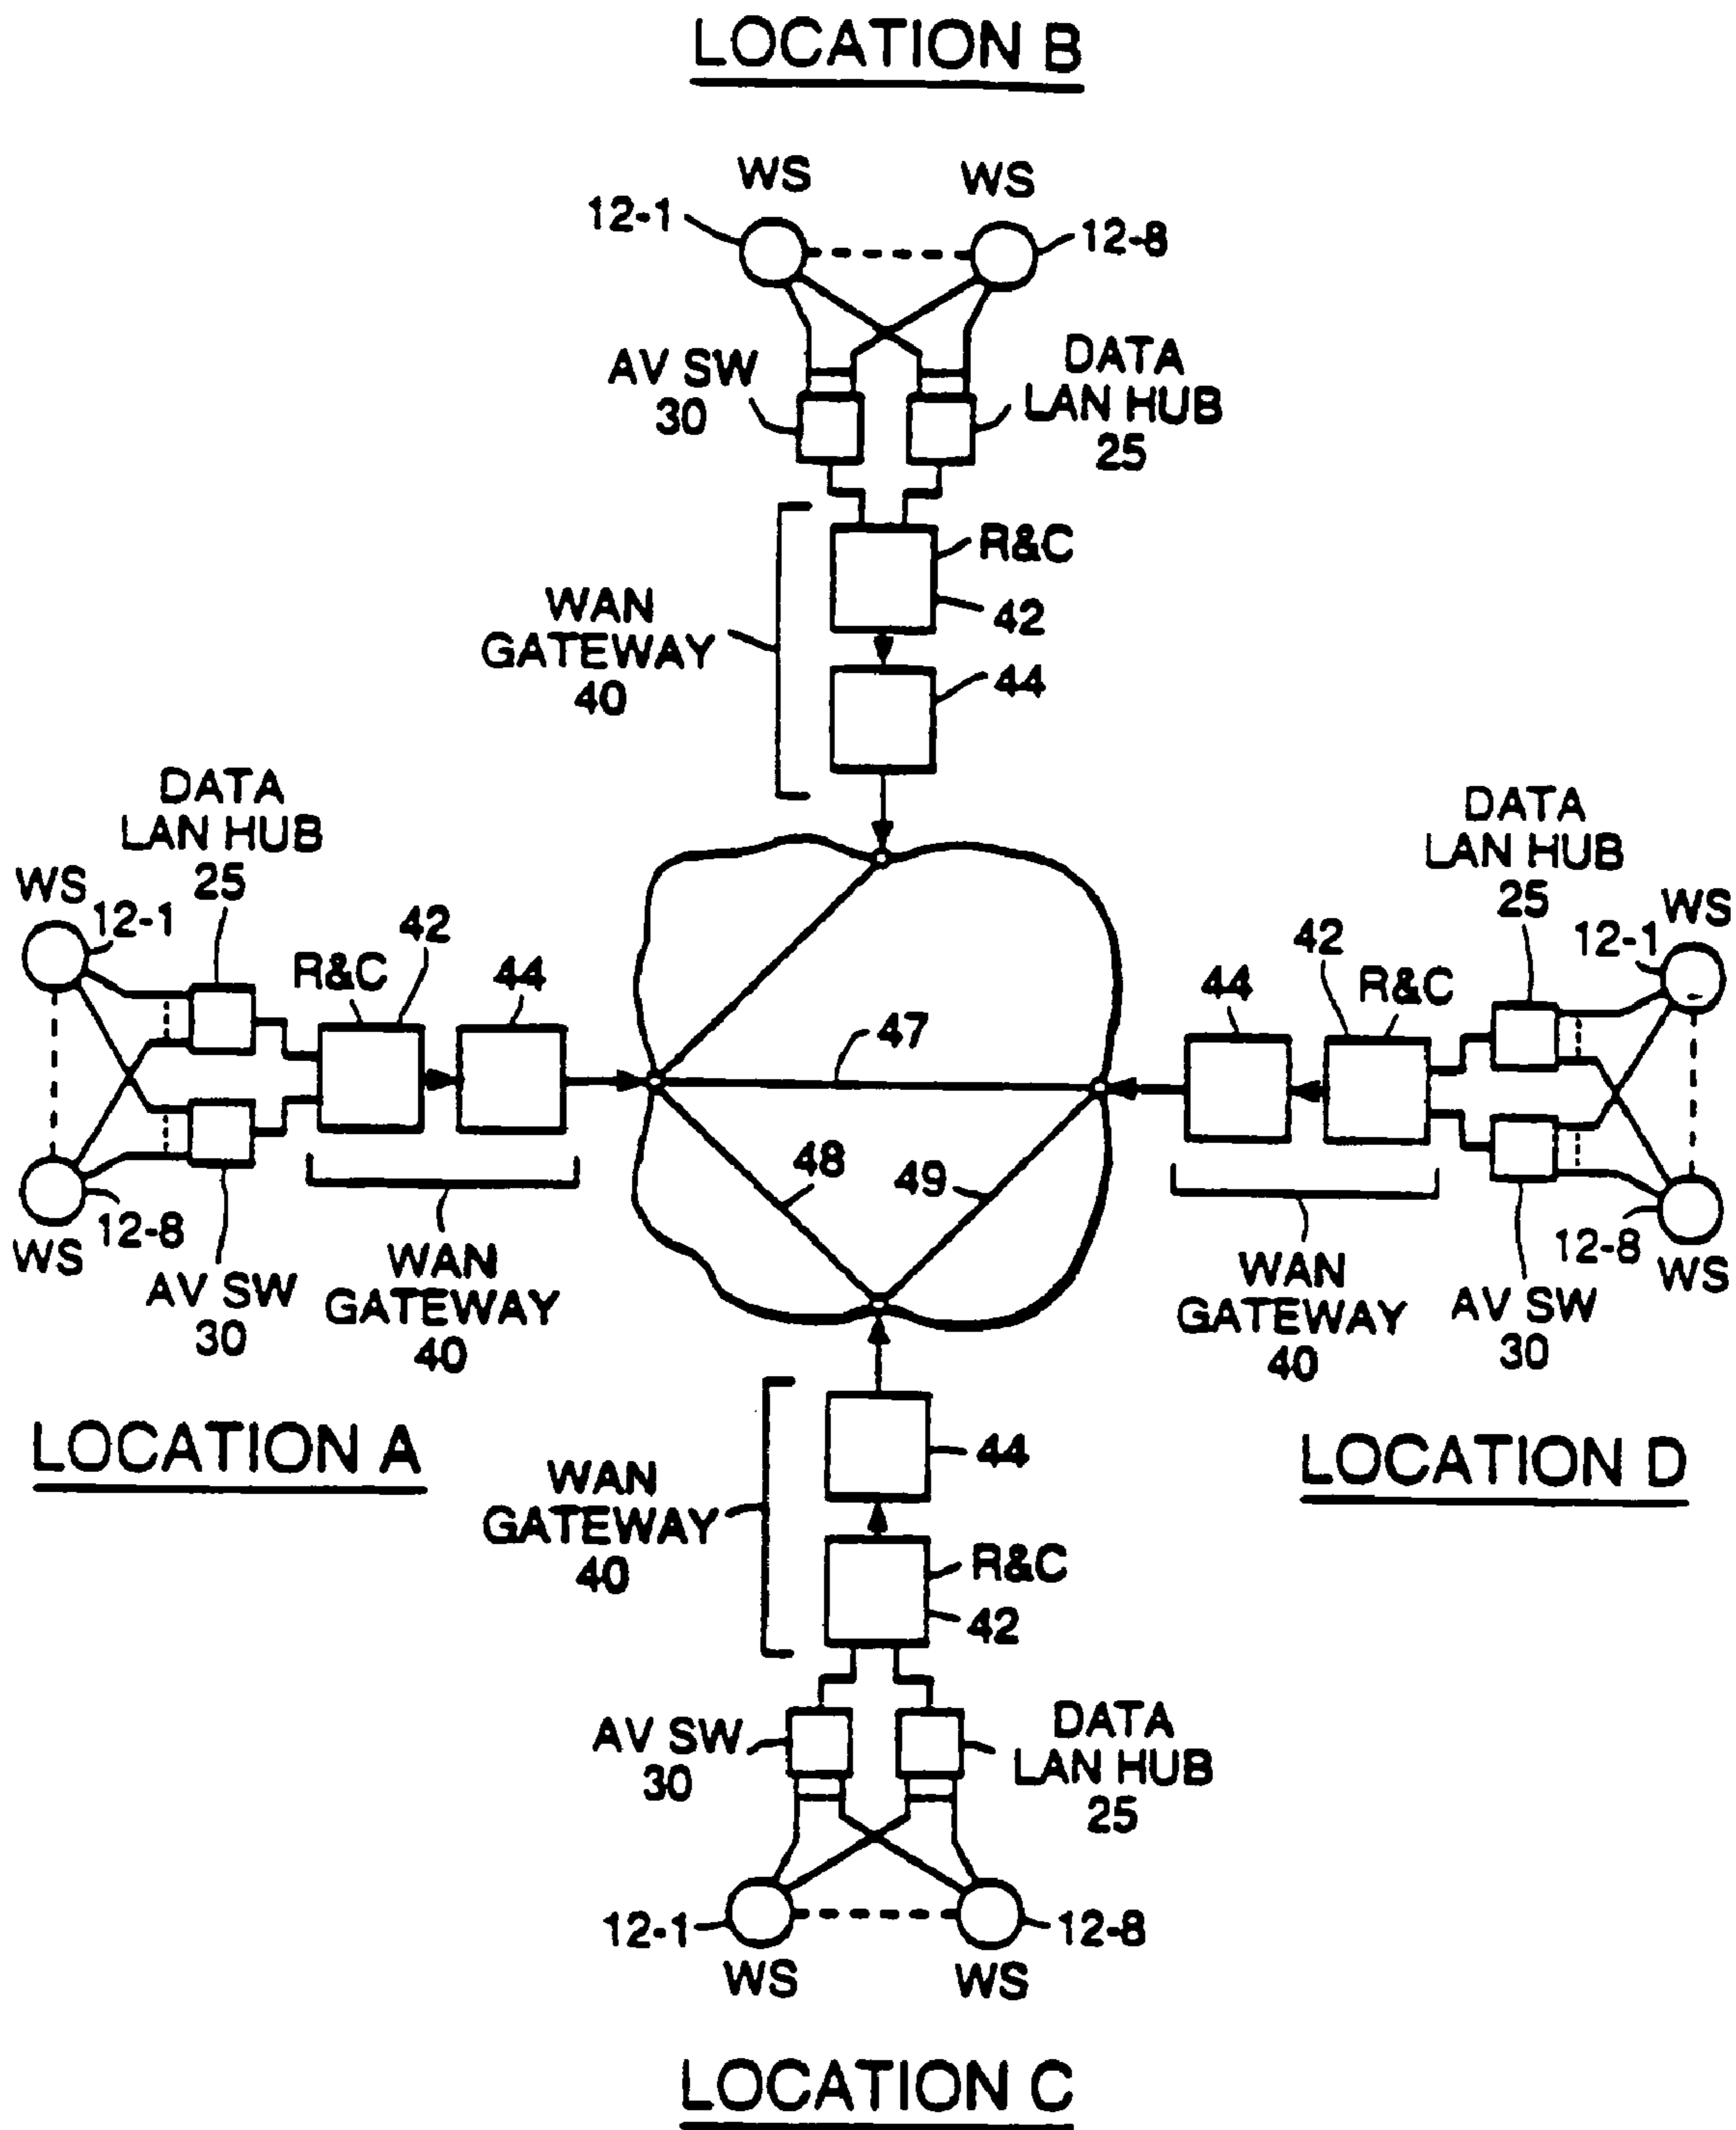 LOCATION B
WS
WS
12-1
12-8
AV SW
30
DATA
LAN HUB
25
R&C
42
WAN
GATEWAY
40
44
DATA
LAN HUB
25
WS
12-1
R&C
42
44
12-8
WS
AV SW
30
WAN
GATEWAY
40
LOCATION A
47
48
49
DATA
LAN HUB
25
WS
12-1
42
R&C
44
12-8
WS
WAN
GATEWAY
40
AV SW
30
LOCATION D
44
WAN
GATEWAY
40
R&C
42
AV SW
30
DATA
LAN HUB
25
12-1
12-8
WS
WS
LOCATION C